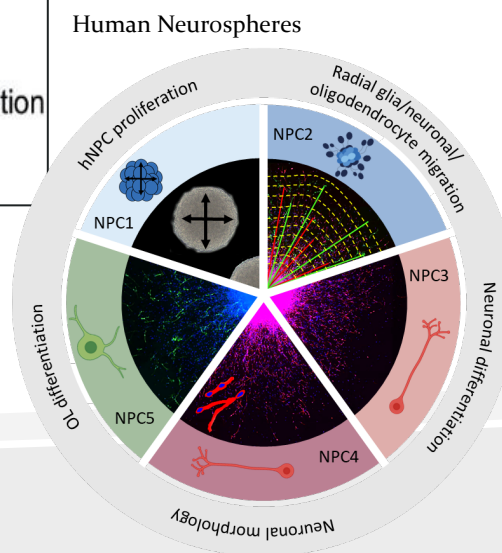 Human Neurospheres
tion
hNPC proliferation
Radial glia/neuronal/
oligodendrocyte migration
NPC2
NPC1
NPC3
Neuronal differentiation
OL differentiation
NPC5
NPC4
Neuronal morphology